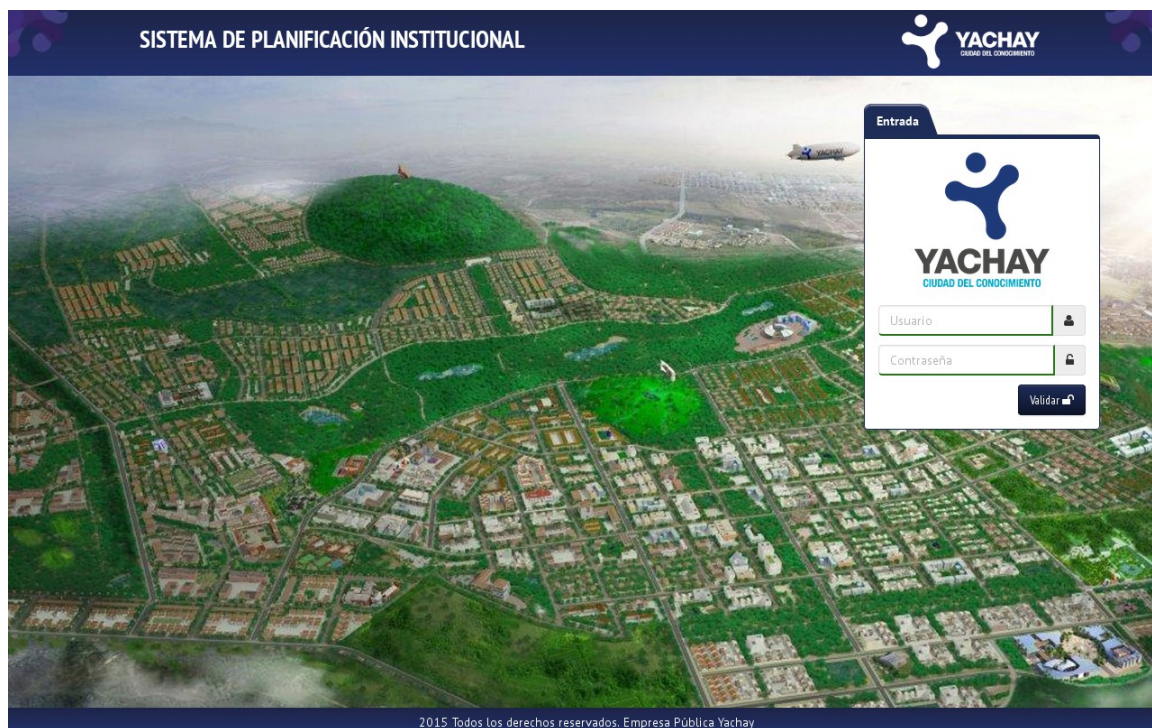 SISTEMA DE PLANIFICACIÓN INSTITUCIONAL
YACHAY
CIUDAD DEL CONOCIMIENTO
Entrada
YACHAY
YACHAY
CIUDAD DEL CONOCIMIENTO
Usuario
Contraseña
Validar
2015 Todos los derechos reservados. Empresa Pública Yachay